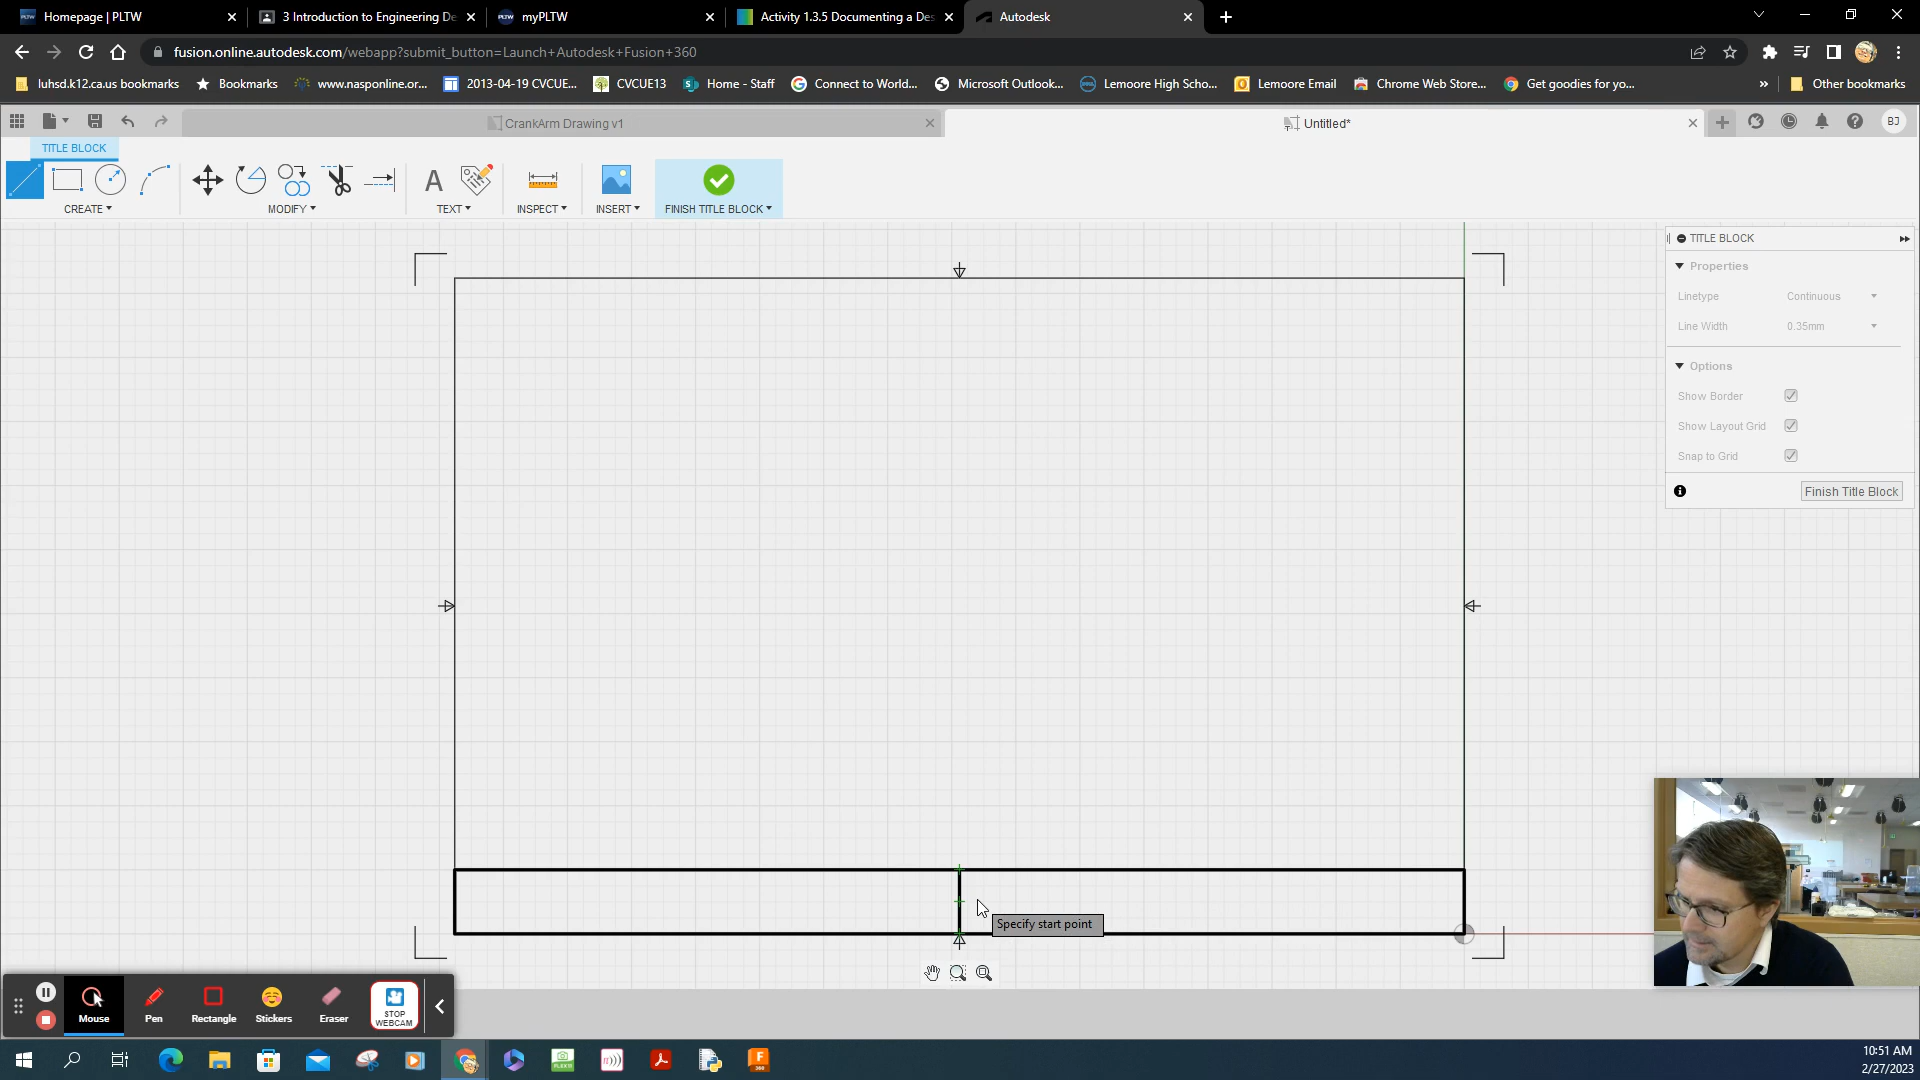 Homepage | PLTW
3 Introduction to Engineering De
myPLTW
Activity 1.3.5 Documenting a Des
Autodesk
fusion.online.autodesk.com/webapp?submit_button=Launch+Autodesk+Fusion+360
luhsd.k12.ca.us bookmarks
Bookmarks
www.nasponline.or...
2013-04-19 CVCUE...
CVCUE13
Home - Staff
Connect to World...
Microsoft Outlook...
Lemoore High Scho...
Lemoore Email
Chrome Web Store...
Get goodies for yo...
»
Other bookmarks
CrankArm Drawing v1
Untitled*
BJ
TITLE BLOCK
CREATE
MODIFY
TEXT
INSPECT
INSERT
FINISH TITLE BLOCK
TITLE BLOCK
Properties
Linetype Continuous
Line Width 0.35mm
Options
Show Border
Show Layout Grid
Snap to Grid
Finish Title Block
Specify start point
Mouse
Pen
Rectangle
Stickers
Eraser
STOP
WEBCAM
10:51 AM
2/27/2023